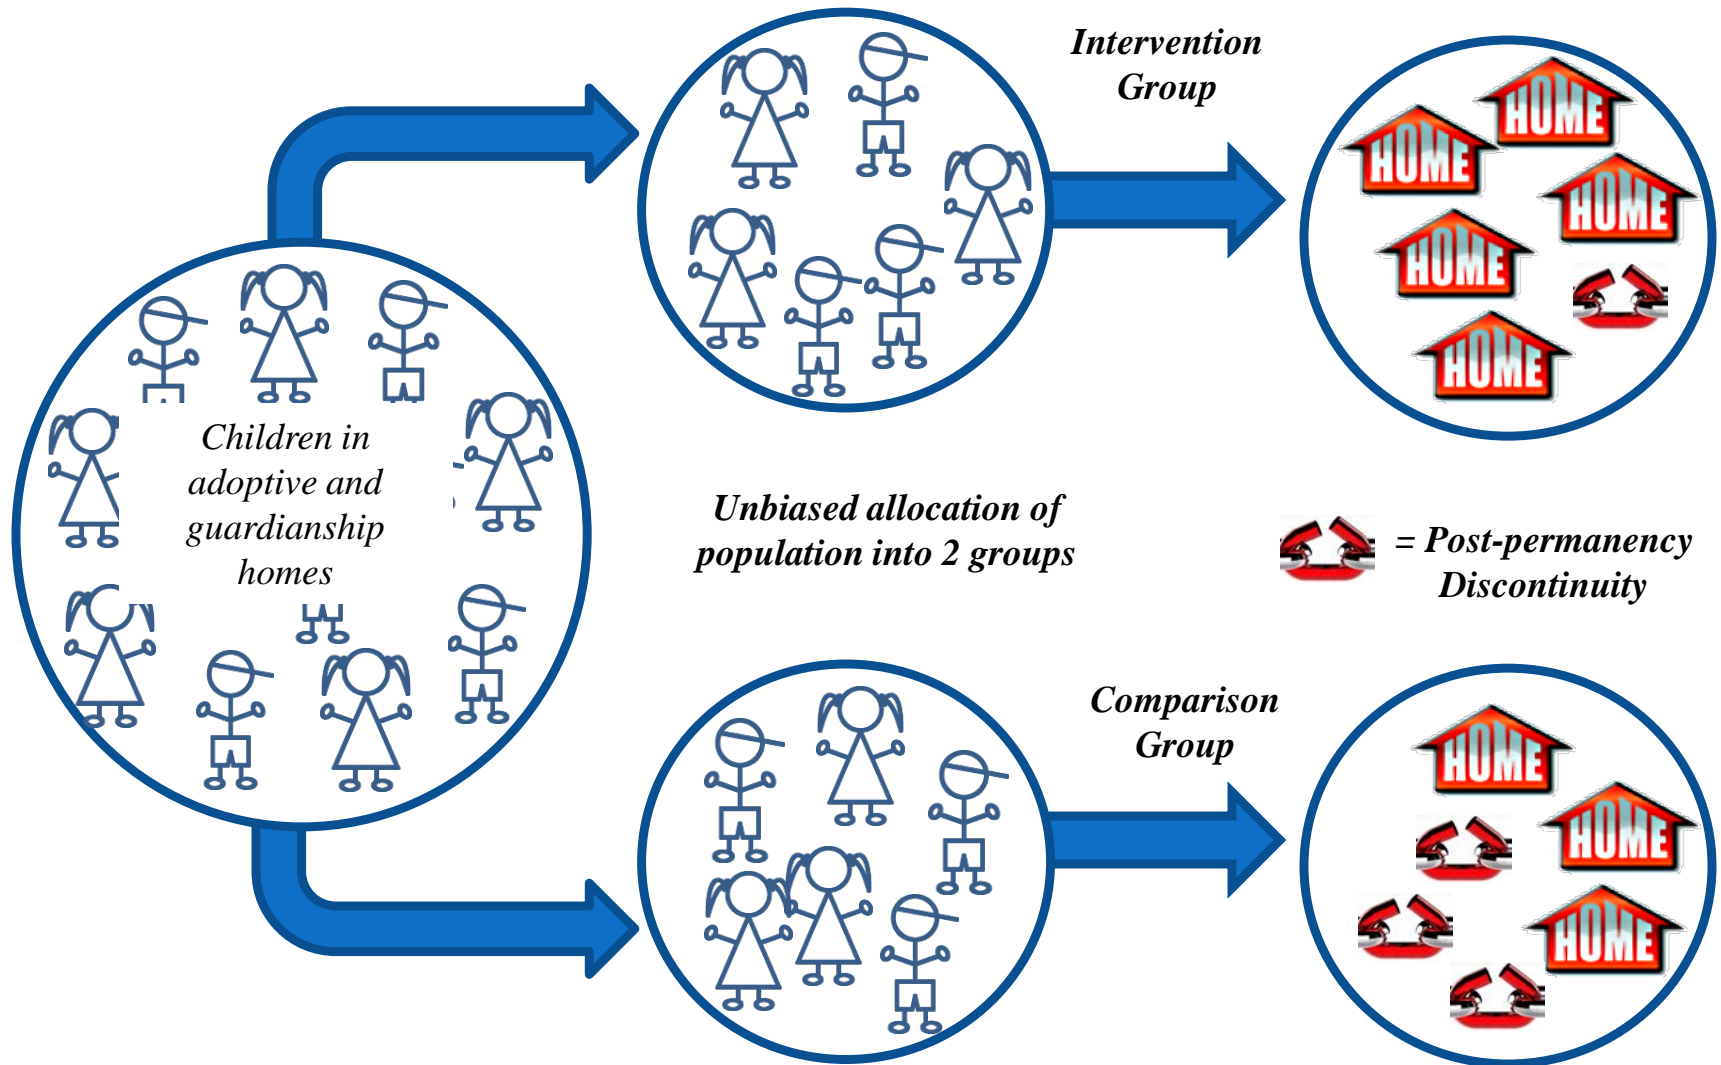 Intervention
Group
HOME
HOME
HOME
HOME
HOME
Children in
adoptive and
guardianship
homes
Unbiased allocation of
population into 2 groups
= Post-permanency
Discontinuity
Comparison
Group
HOME
HOME
HOME